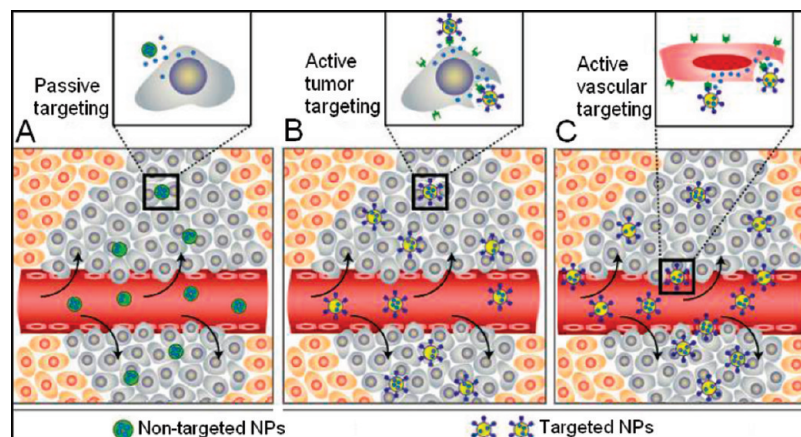 Passive
targeting
Active
tumor
targeting
Active
vascular
targeting
A
B
C
Non-targeted NPs
Targeted NPs